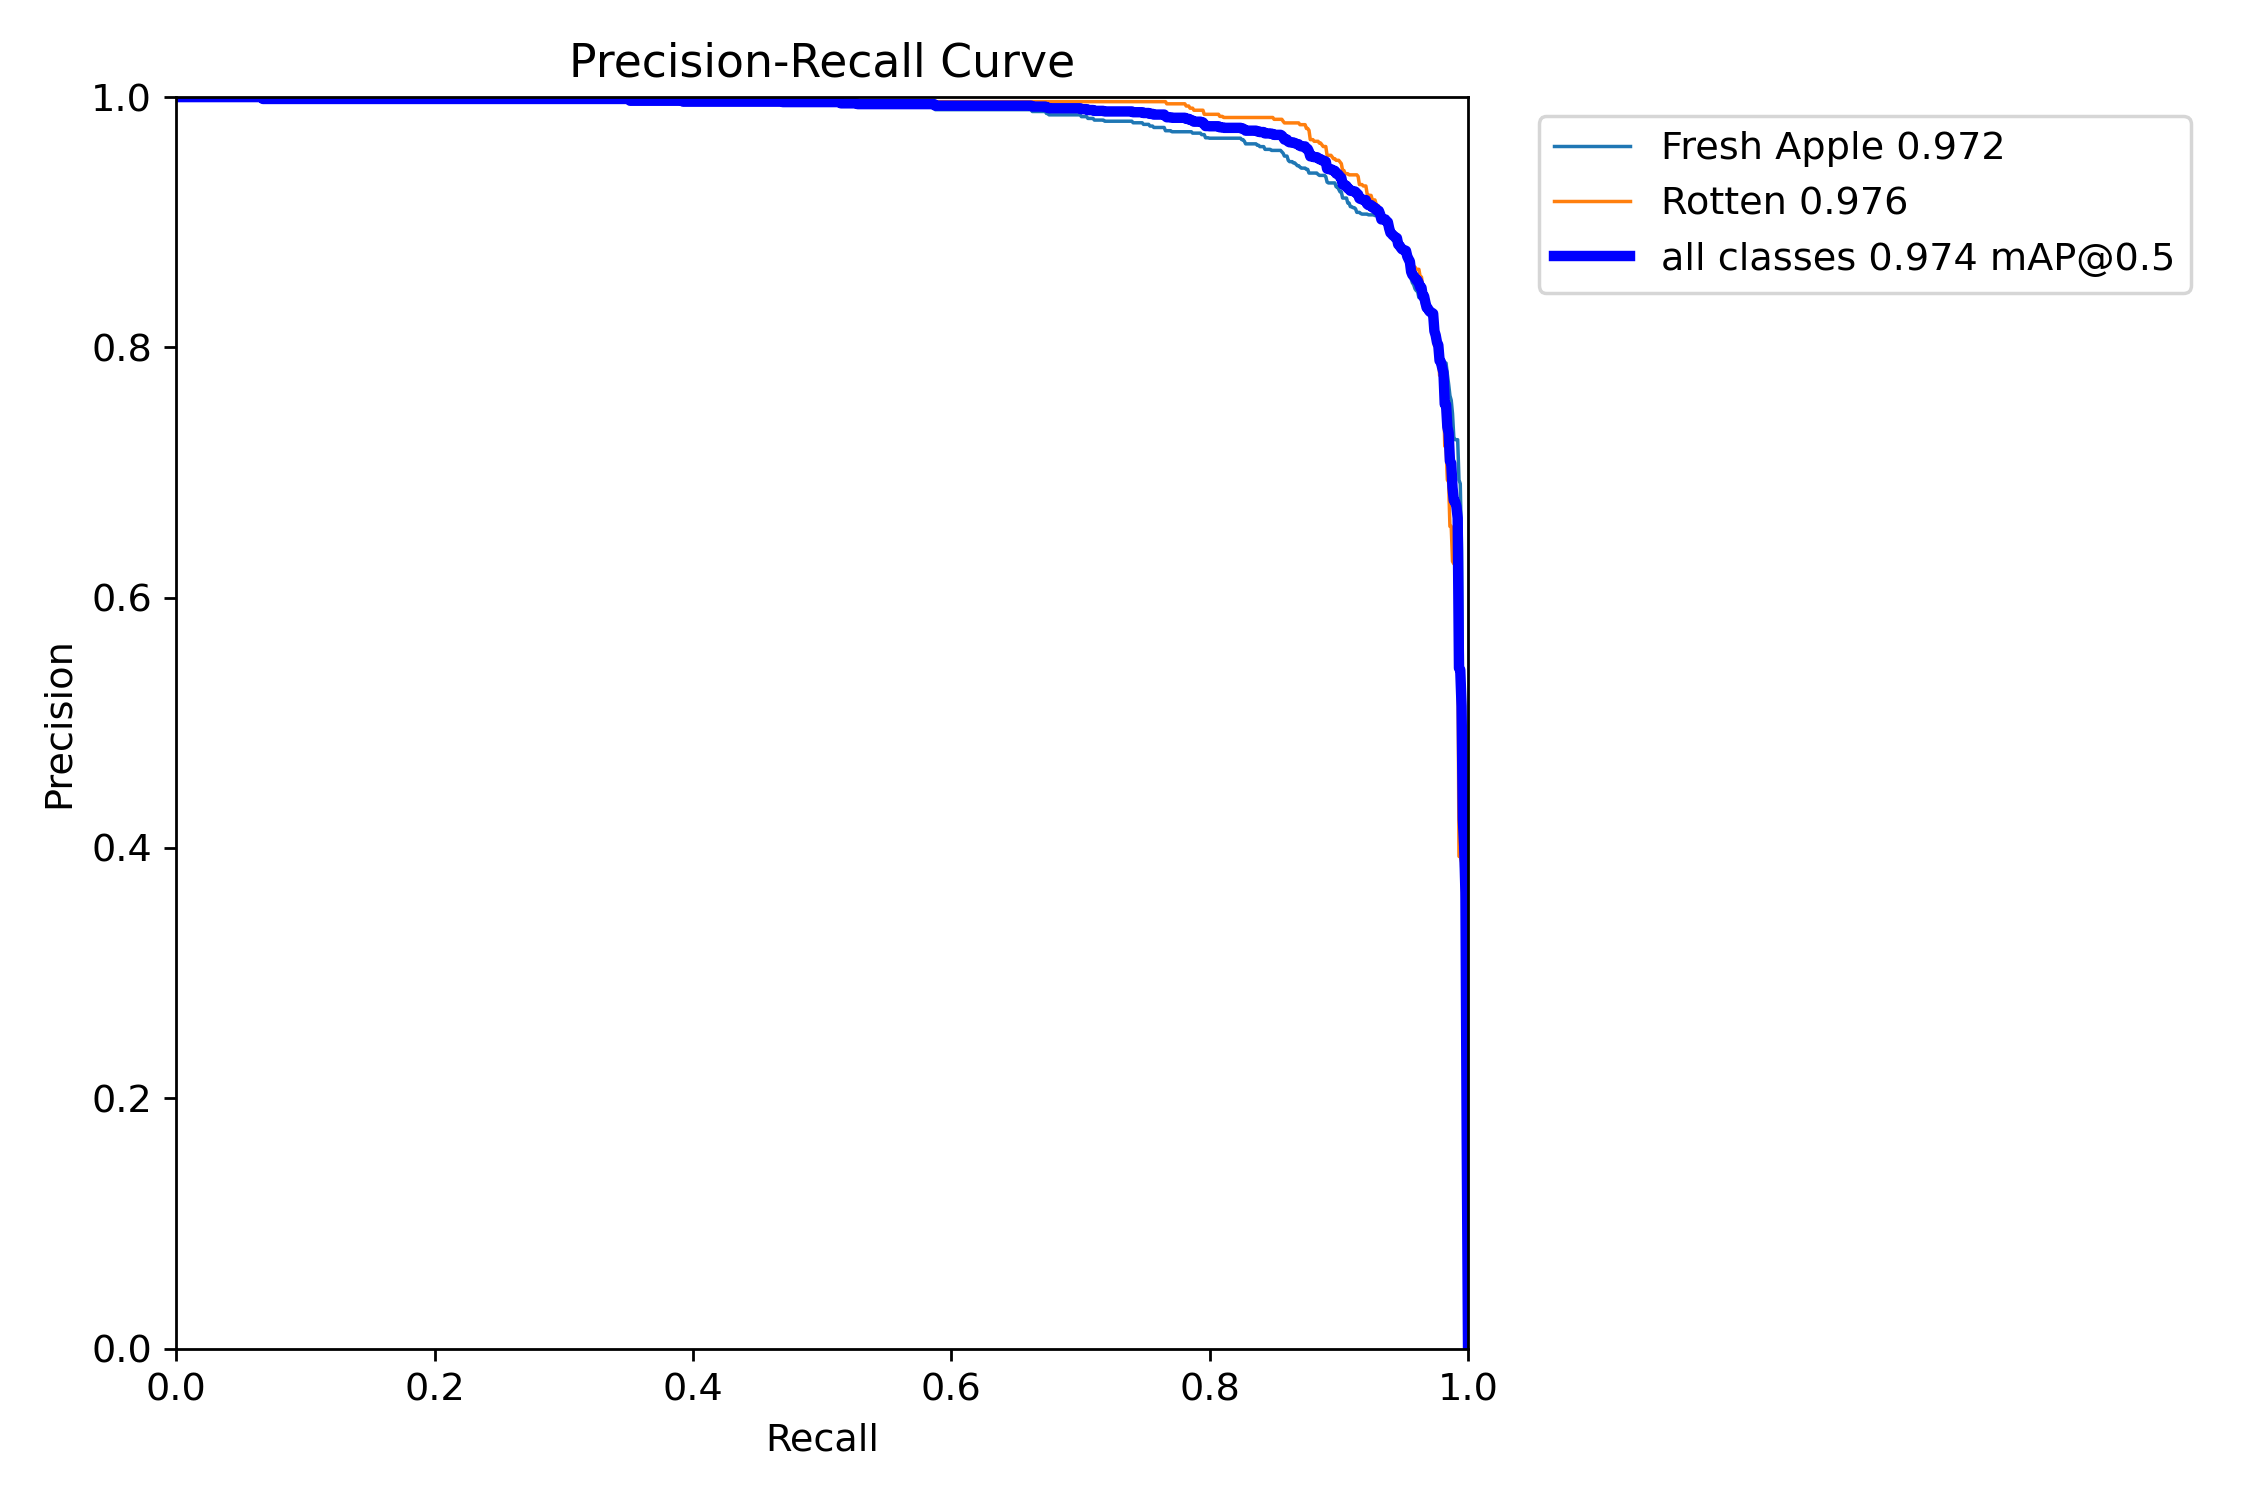 Precision-Recall Curve
1.0
0.8
0.6
0.4
0.2
0.0
Precision
0.0 0.2 0.4 0.6 0.8 1.0
Recall
Fresh Apple 0.972
Rotten 0.976
all classes 0.974 mAP@0.5